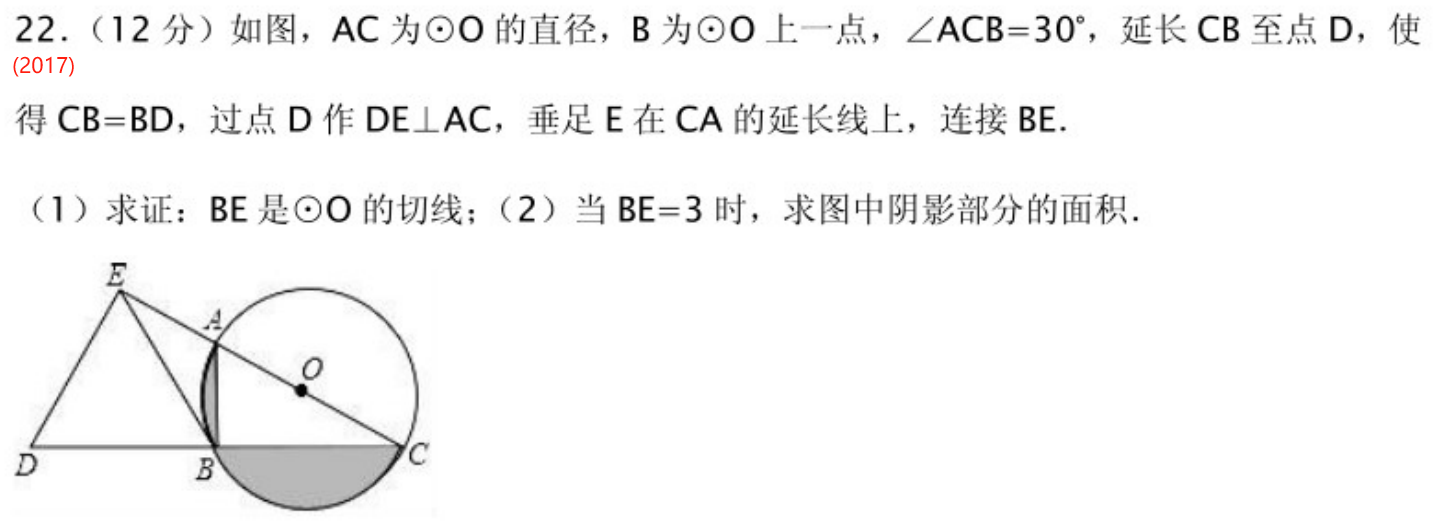 22.（12 分）如图，AC 为⊙O 的直径，B 为⊙O 上一点，∠ACB=30°，延长 CB 至点 D，使
(2017)
得 CB=BD，过点 D 作 DE⊥AC，垂足 E 在 CA 的延长线上，连接 BE.
（1）求证：BE 是⊙O 的切线；（2）当 BE=3 时，求图中阴影部分的面积.
E
A
O
D
B
C